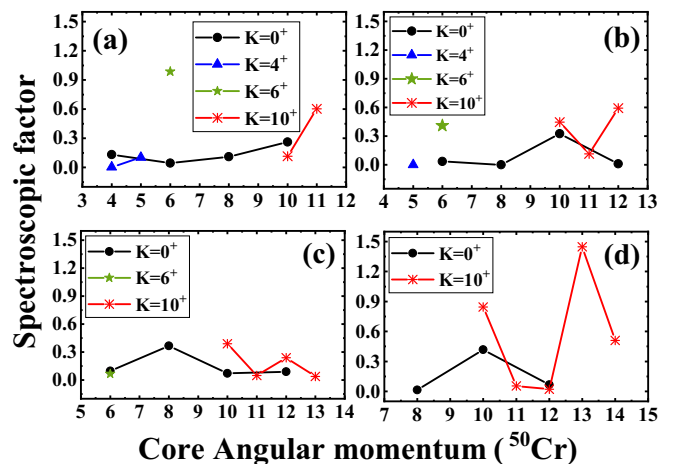 Spectroscopic factor
(a)
K=0⁺
K=4⁺
K=6⁺
K=10⁺
1.5
1.2
0.9
0.6
0.3
0.0
3 4 5 6 7 8 9 10 11 12
(b)
K=0⁺
K=4⁺
K=6⁺
K=10⁺
1.5
1.2
0.9
0.6
0.3
0.0
4 5 6 7 8 9 10 11 12 13
(c)
K=0⁺
K=6⁺
K=10⁺
1.5
1.2
0.9
0.6
0.3
0.0
5 6 7 8 9 10 11 12 13 14
(d)
K=0⁺
K=10⁺
1.5
1.2
0.9
0.6
0.3
0.0
7 8 9 10 11 12 13 14 15
Core Angular momentum (⁵⁰Cr)